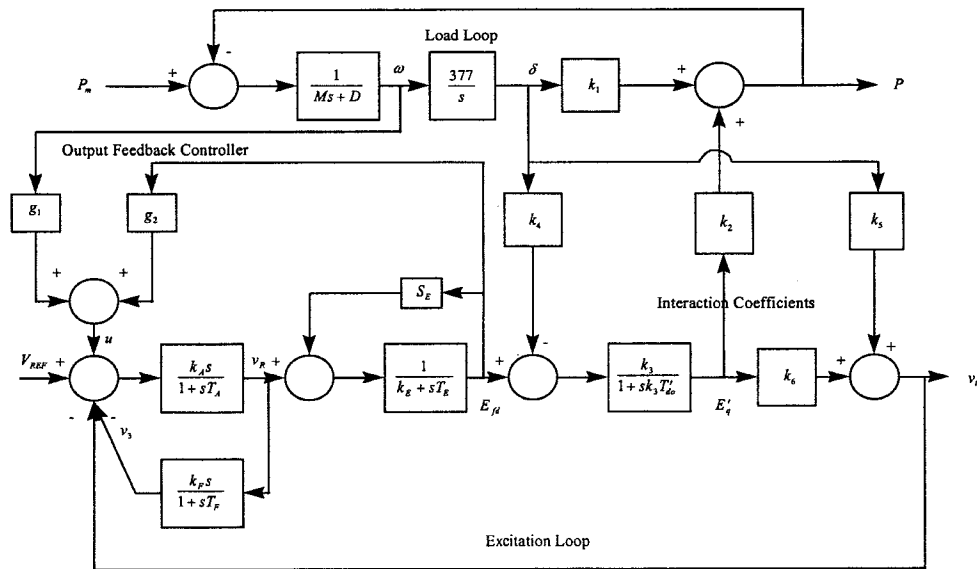 Load Loop
-
P_m
+
1
Ms + D
ω
377
s
δ
k_1
+
P
+
Output Feedback Controller
g_1
g_2
k_4
k_2
k_5
+
+
S_E
Interaction Coefficients
u
V_REF
+
k_A s
1 + sT_A
v_R
+
1
k_E + sT_E
E_fd
+
-
k_3
1 + sk_3 T'_do
E'_q
k_6
+
+
v_t
-
-
v_3
k_F s
1 + sT_F
Excitation Loop